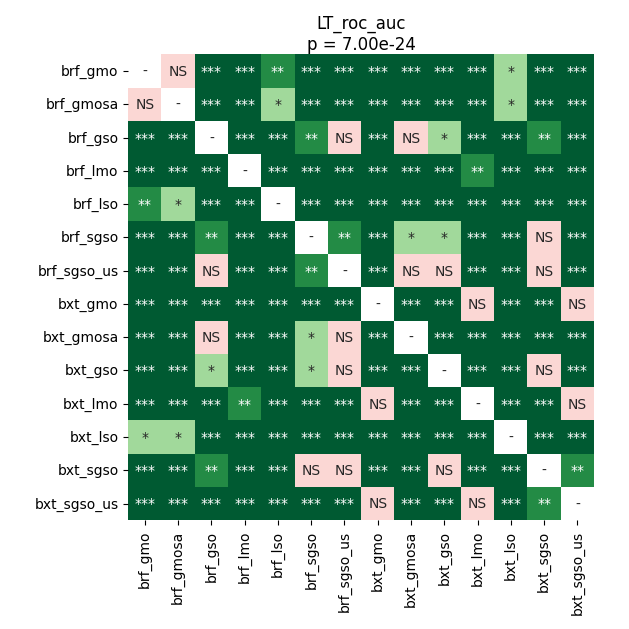 LT_roc_auc
p = 7.00e-24
brf_gmo - NS *** *** ** *** *** *** *** *** *** * *** ***
brf_gmosa NS - *** *** * *** *** *** *** *** *** * *** ***
brf_gso *** *** - *** *** ** NS *** NS * *** *** ** ***
brf_lmo *** *** *** - *** *** *** *** *** *** ** *** *** ***
brf_lso ** * *** *** - *** *** *** *** *** *** *** *** ***
brf_sgso *** *** ** *** *** - ** *** * * *** *** NS ***
brf_sgso_us *** *** NS *** *** ** - *** NS NS *** *** NS ***
bxt_gmo *** *** *** *** *** *** *** - *** *** NS *** *** NS
bxt_gmosa *** *** NS *** *** * NS *** - *** *** *** *** ***
bxt_gso *** *** * *** *** * NS *** *** - *** *** NS ***
bxt_lmo *** *** *** ** *** *** *** NS *** *** - *** *** NS
bxt_lso * * *** *** *** *** *** *** *** *** *** - *** ***
bxt_sgso *** *** ** *** *** NS NS *** *** NS *** *** - **
bxt_sgso_us *** *** *** *** *** *** *** NS *** *** NS *** ** -
brf_gmo brf_gmosa brf_gso brf_lmo brf_lso brf_sgso brf_sgso_us bxt_gmo bxt_gmosa bxt_gso bxt_lmo bxt_lso bxt_sgso bxt_sgso_us